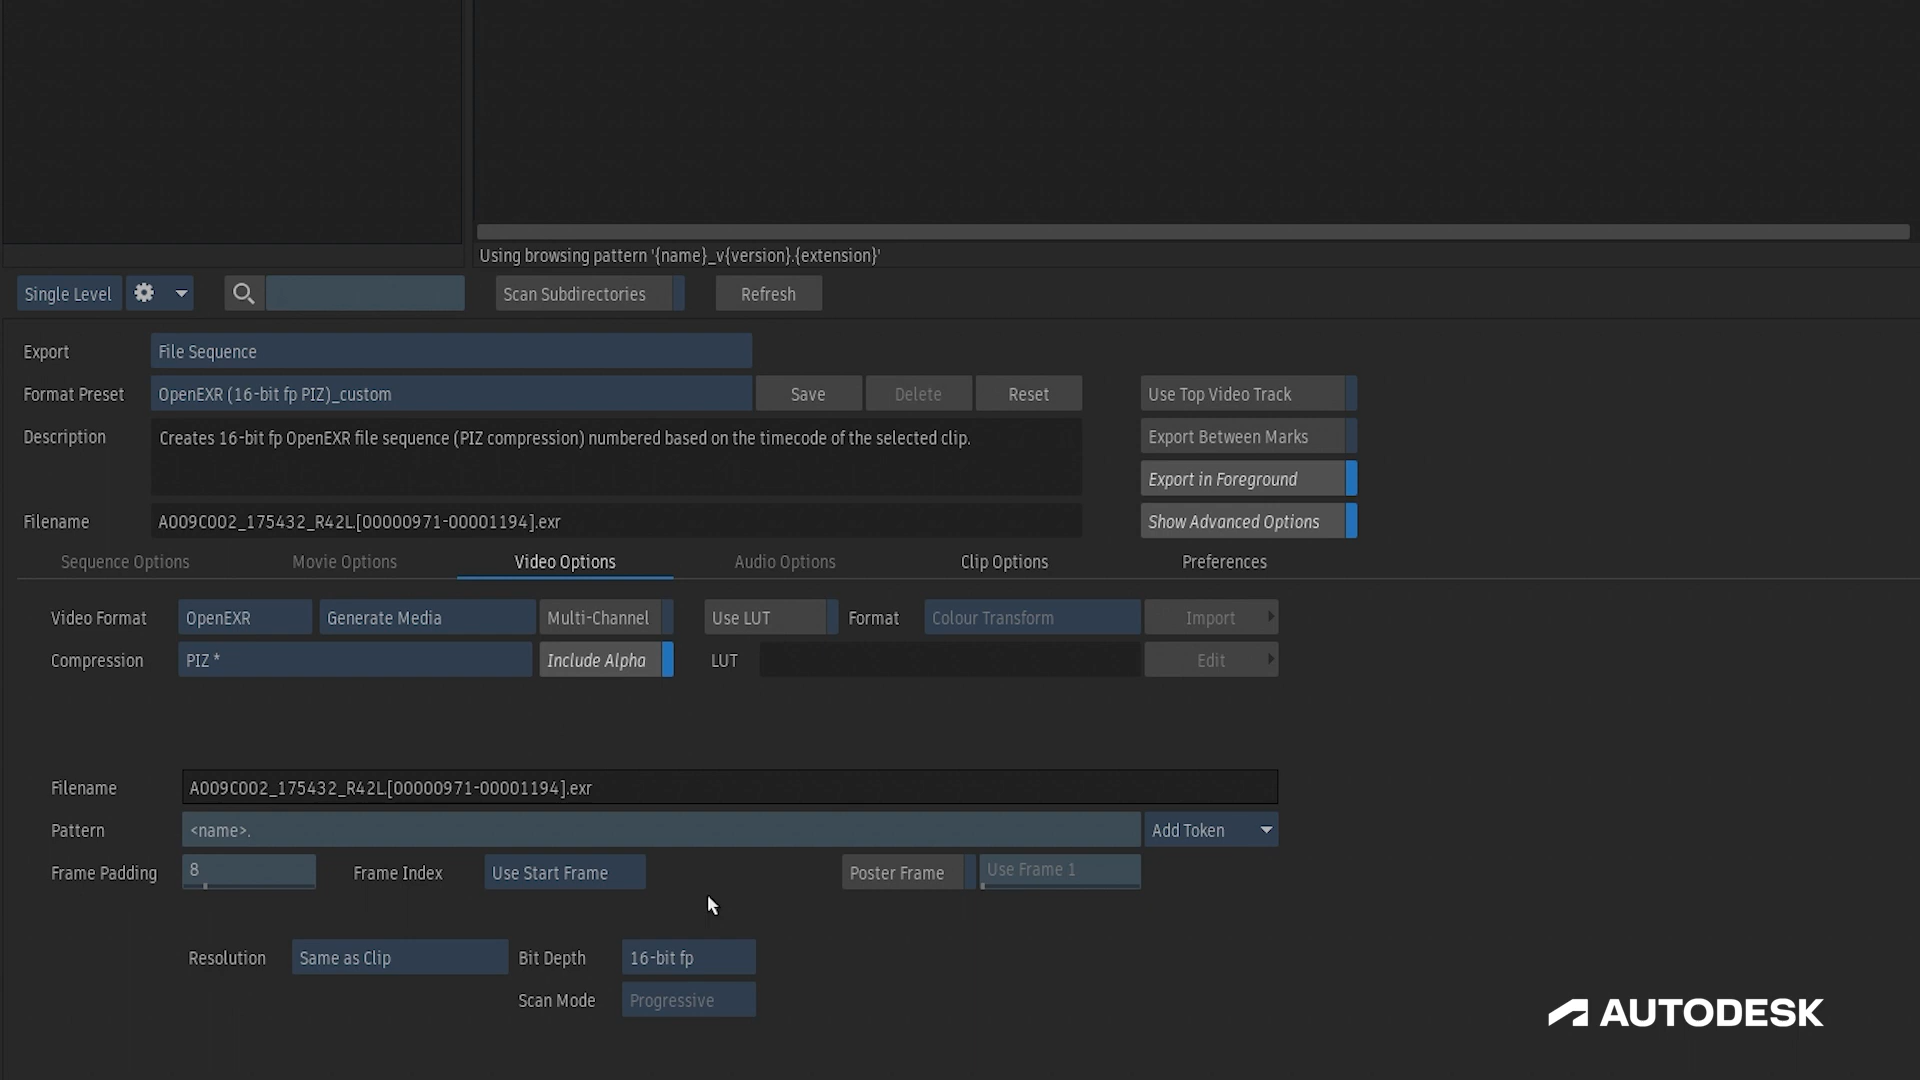 Using browsing pattern '{name}_v{version}.{extension}'
Single Level
Scan Subdirectories
Refresh
Export
File Sequence
Format Preset
OpenEXR (16-bit fp PIZ)_custom
Save
Delete
Reset
Use Top Video Track
Description
Creates 16-bit fp OpenEXR file sequence (PIZ compression) numbered based on the timecode of the selected clip.
Export Between Marks
Export in Foreground
Filename
A009C002_175432_R42L.[00000971-00001194].exr
Show Advanced Options
Sequence Options
Movie Options
Video Options
Audio Options
Clip Options
Preferences
Video Format
OpenEXR
Generate Media
Multi-Channel
Use LUT
Format
Colour Transform
Import
Compression
PIZ *
Include Alpha
LUT
Edit
Filename
A009C002_175432_R42L.[00000971-00001194].exr
Pattern
<name>.
Add Token
Frame Padding
8
Frame Index
Use Start Frame
Poster Frame
Use Frame 1
Resolution
Same as Clip
Bit Depth
16-bit fp
Scan Mode
Progressive
AUTODESK